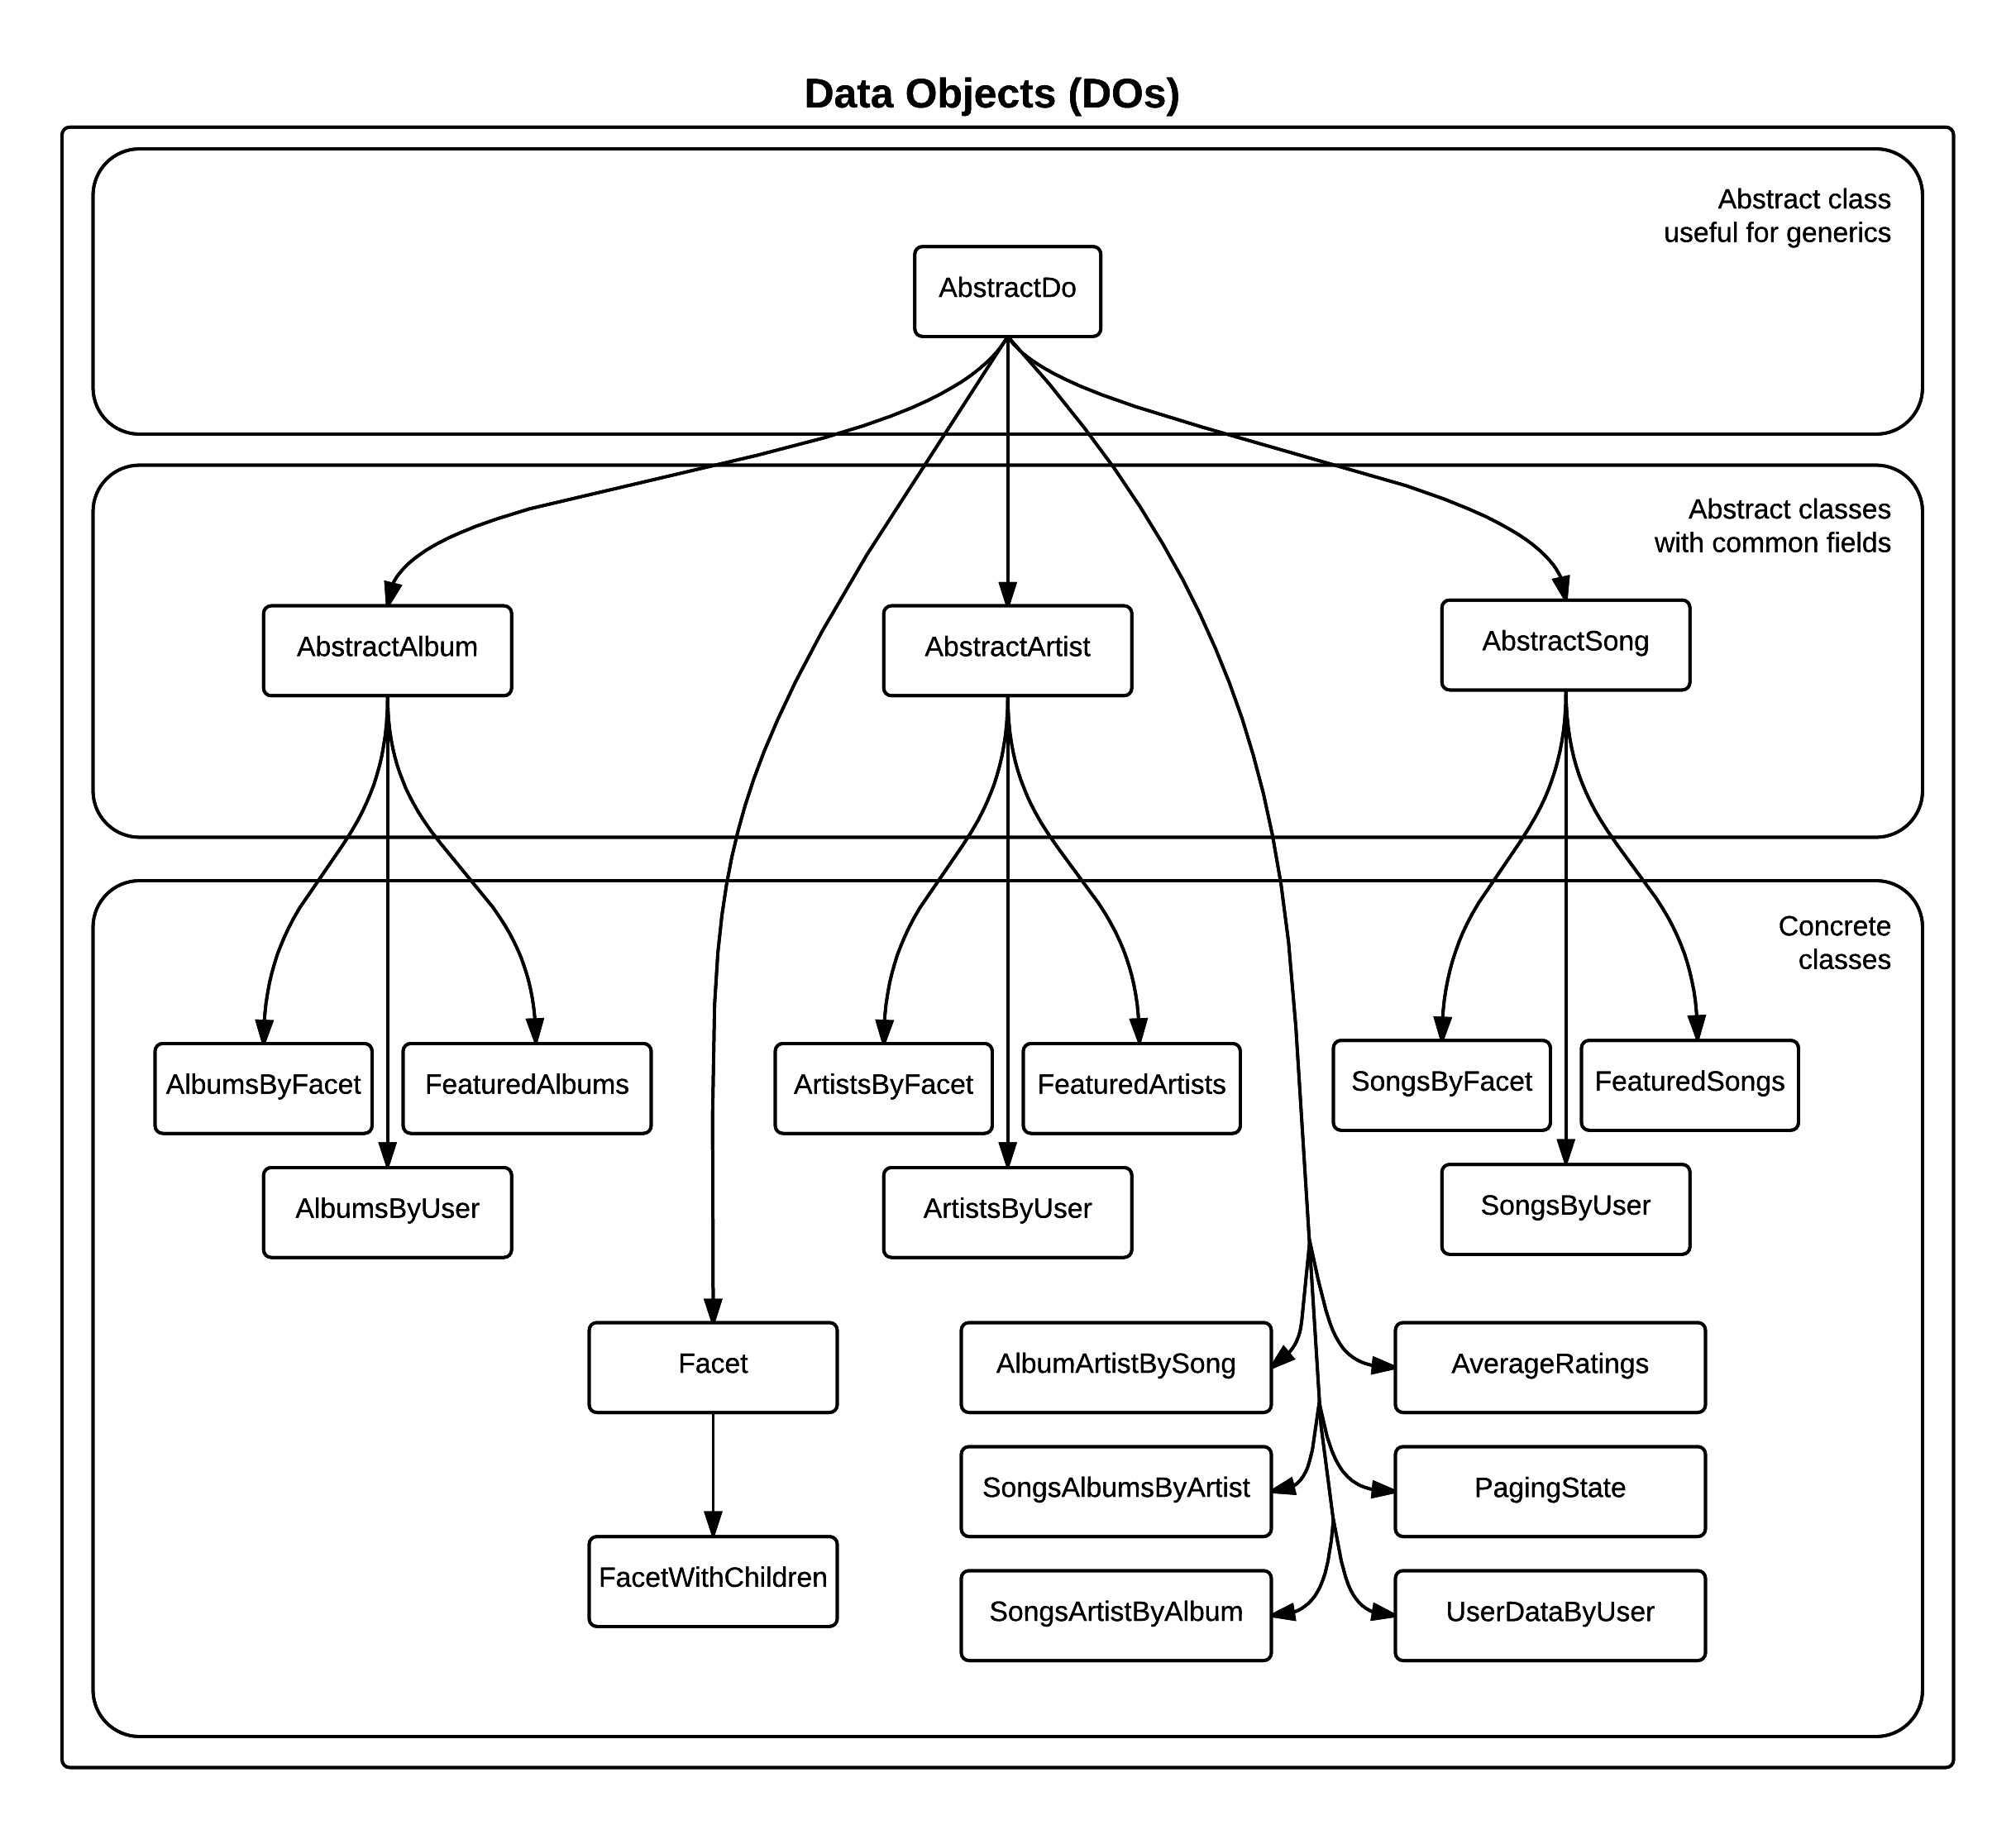 Data Objects (DOs)
Abstract class
useful for generics
AbstractDo
Abstract classes
with common fields
AbstractAlbum
AbstractArtist
AbstractSong
Concrete
classes
AlbumsByFacet
FeaturedAlbums
ArtistsByFacet
FeaturedArtists
SongsByFacet
FeaturedSongs
AlbumsByUser
ArtistsByUser
SongsByUser
Facet
AlbumArtistBySong
AverageRatings
SongsAlbumsByArtist
PagingState
FacetWithChildren
SongsArtistByAlbum
UserDataByUser